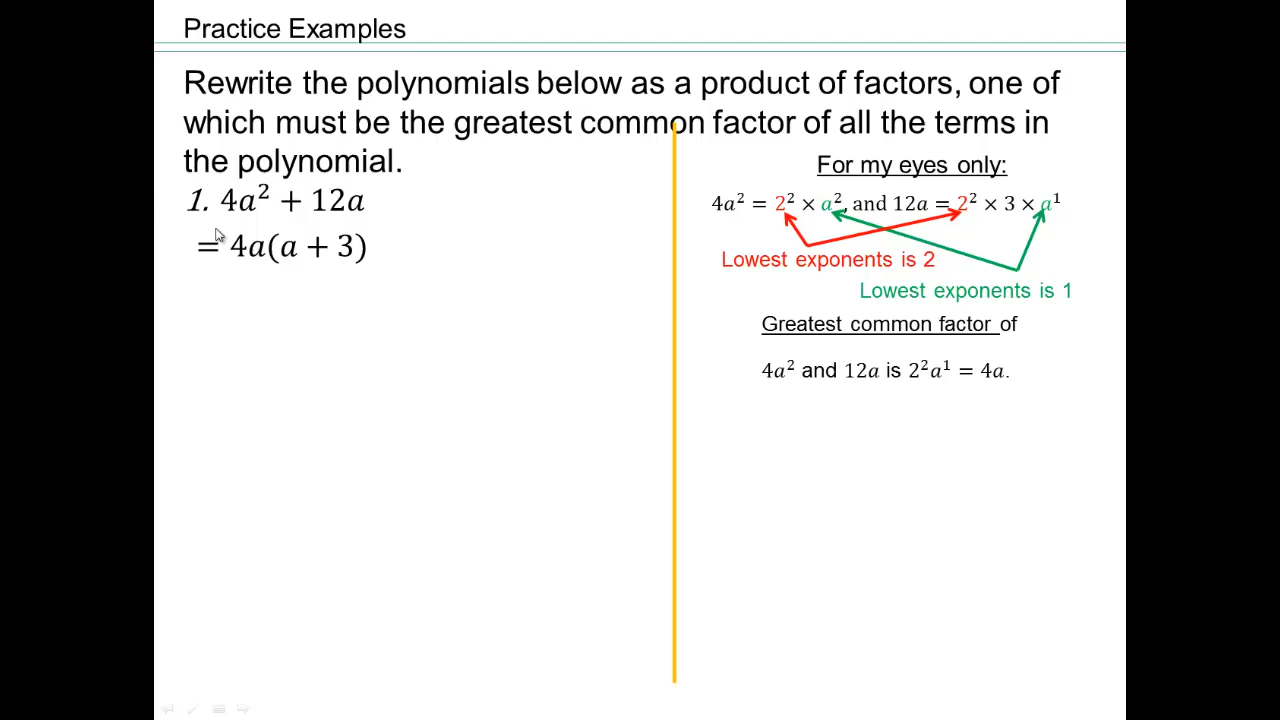 Practice Examples
Rewrite the polynomials below as a product of factors, one of
which must be the greatest common factor of all the terms in
the polynomial.
1. 4a² + 12a
= 4a(a + 3)
For my eyes only:
4a² = 2² × a², and 12a = 2² × 3 × a¹
Lowest exponents is 2
Lowest exponents is 1
Greatest common factor of
4a² and 12a is 2²a¹ = 4a.